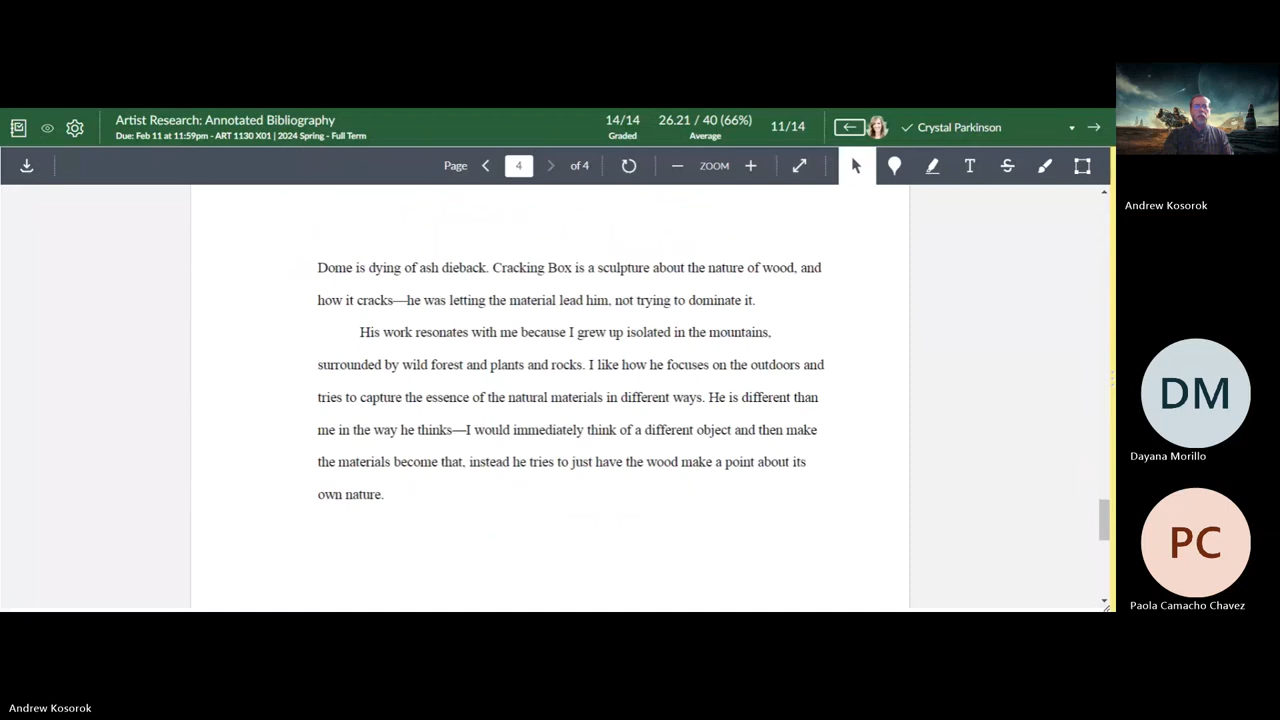 Artist Research: Annotated Bibliography
Due: Feb 11 at 11:59pm - ART 1130 X01 | 2024 Spring - Full Term
14/14
Graded
26.21 / 40 (66%)
Average
11/14
Crystal Parkinson
Page
4
of 4
ZOOM
Dome is dying of ash dieback. Cracking Box is a sculpture about the nature of wood, and
how it cracks—he was letting the material lead him, not trying to dominate it.
His work resonates with me because I grew up isolated in the mountains,
surrounded by wild forest and plants and rocks. I like how he focuses on the outdoors and
tries to capture the essence of the natural materials in different ways. He is different than
me in the way he thinks—I would immediately think of a different object and then make
the materials become that, instead he tries to just have the wood make a point about its
own nature.
Andrew Kosorok
DM
Dayana Morillo
PC
Paola Camacho Chavez
Andrew Kosorok